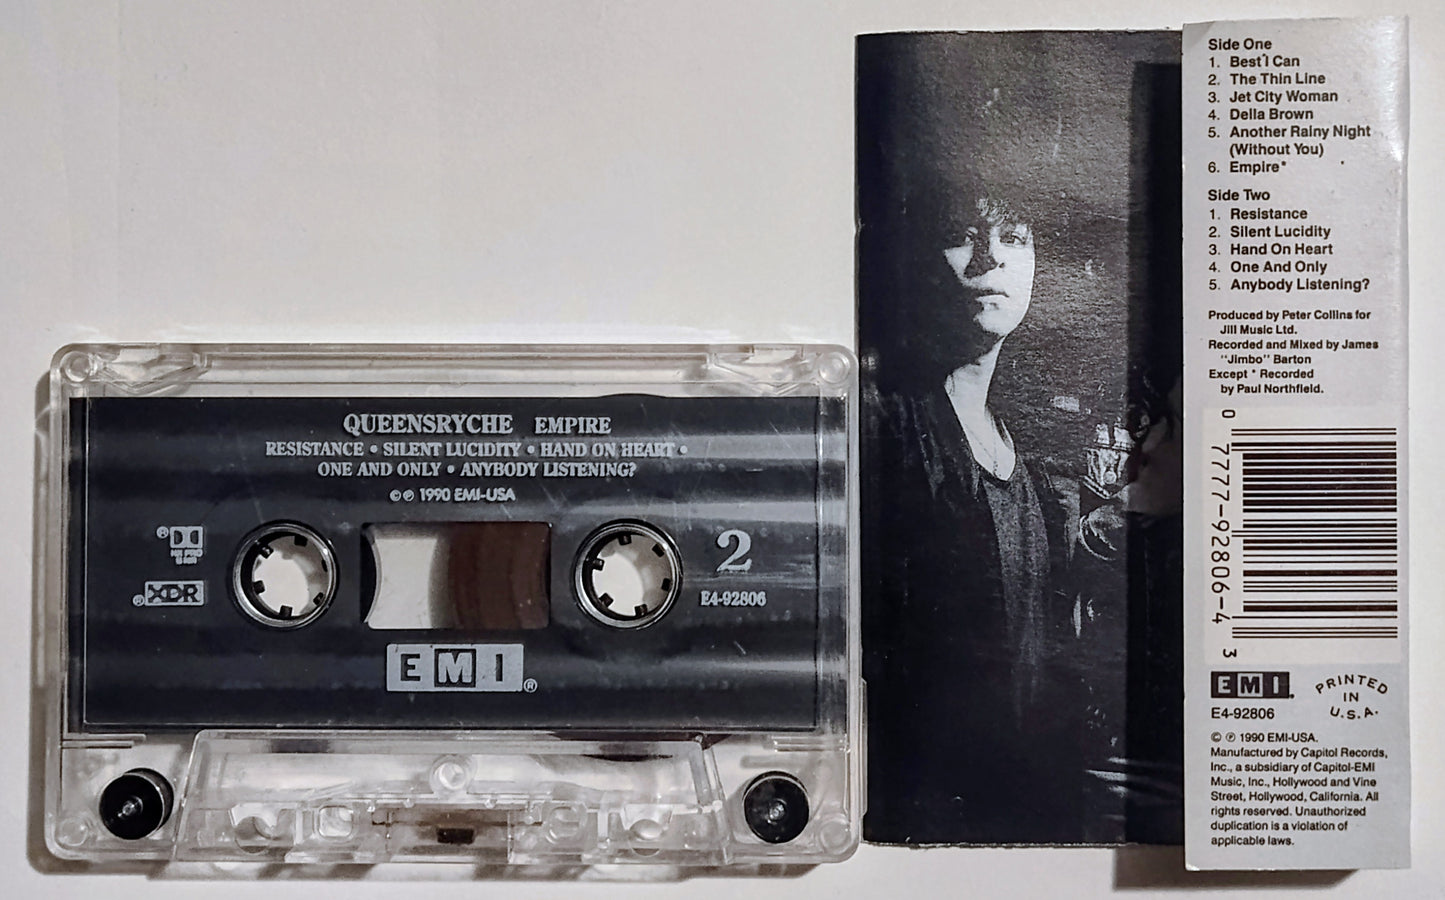 QUEENSRYCHE EMPIRE
RESISTANCE • SILENT LUCIDITY • HAND ON HEART •
ONE AND ONLY • ANYBODY LISTENING?
© ℗ 1990 EMI-USA
®
XDR
®
2
E4-92806
EMI®
Side One
1. Best I Can
2. The Thin Line
3. Jet City Woman
4. Della Brown
5. Another Rainy Night
(Without You)
6. Empire*
Side Two
1. Resistance
2. Silent Lucidity
3. Hand On Heart
4. One And Only
5. Anybody Listening?
Produced by Peter Collins for
Jill Music Ltd.
Recorded and Mixed by James
"Jimbo" Barton
Except * Recorded
by Paul Northfield.
0 7777-92806-4 3
EMI.
PRINTED
IN
U.S.A.
E4-92806
© ℗ 1990 EMI-USA.
Manufactured by Capitol Records,
Inc., a subsidiary of Capitol-EMI
Music, Inc., Hollywood and Vine
Street, Hollywood, California. All
rights reserved. Unauthorized
duplication is a violation of
applicable laws.